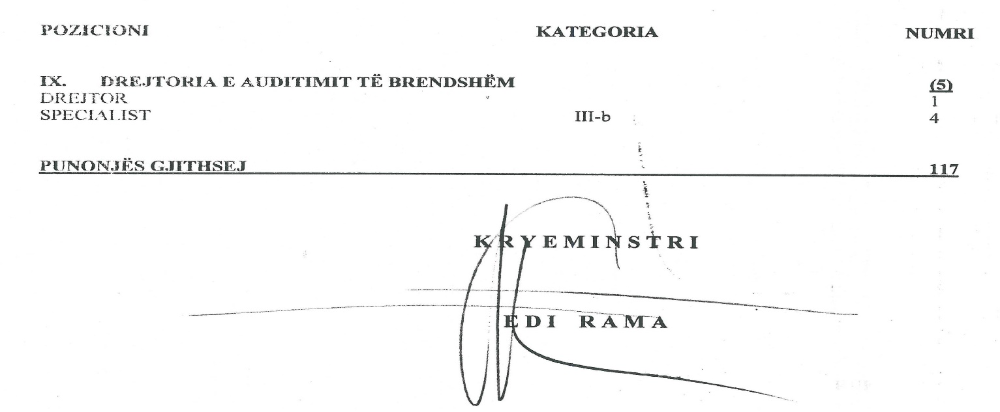 POZICIONI KATEGORIA NUMRI
IX. DREJTORIA E AUDITIMIT TË BRENDSHËM (5)
DREJTOR 1
SPECIALIST III-b 4
PUNONJËS GJITHSEJ 117
KRYEMINSTRI
EDI RAMA